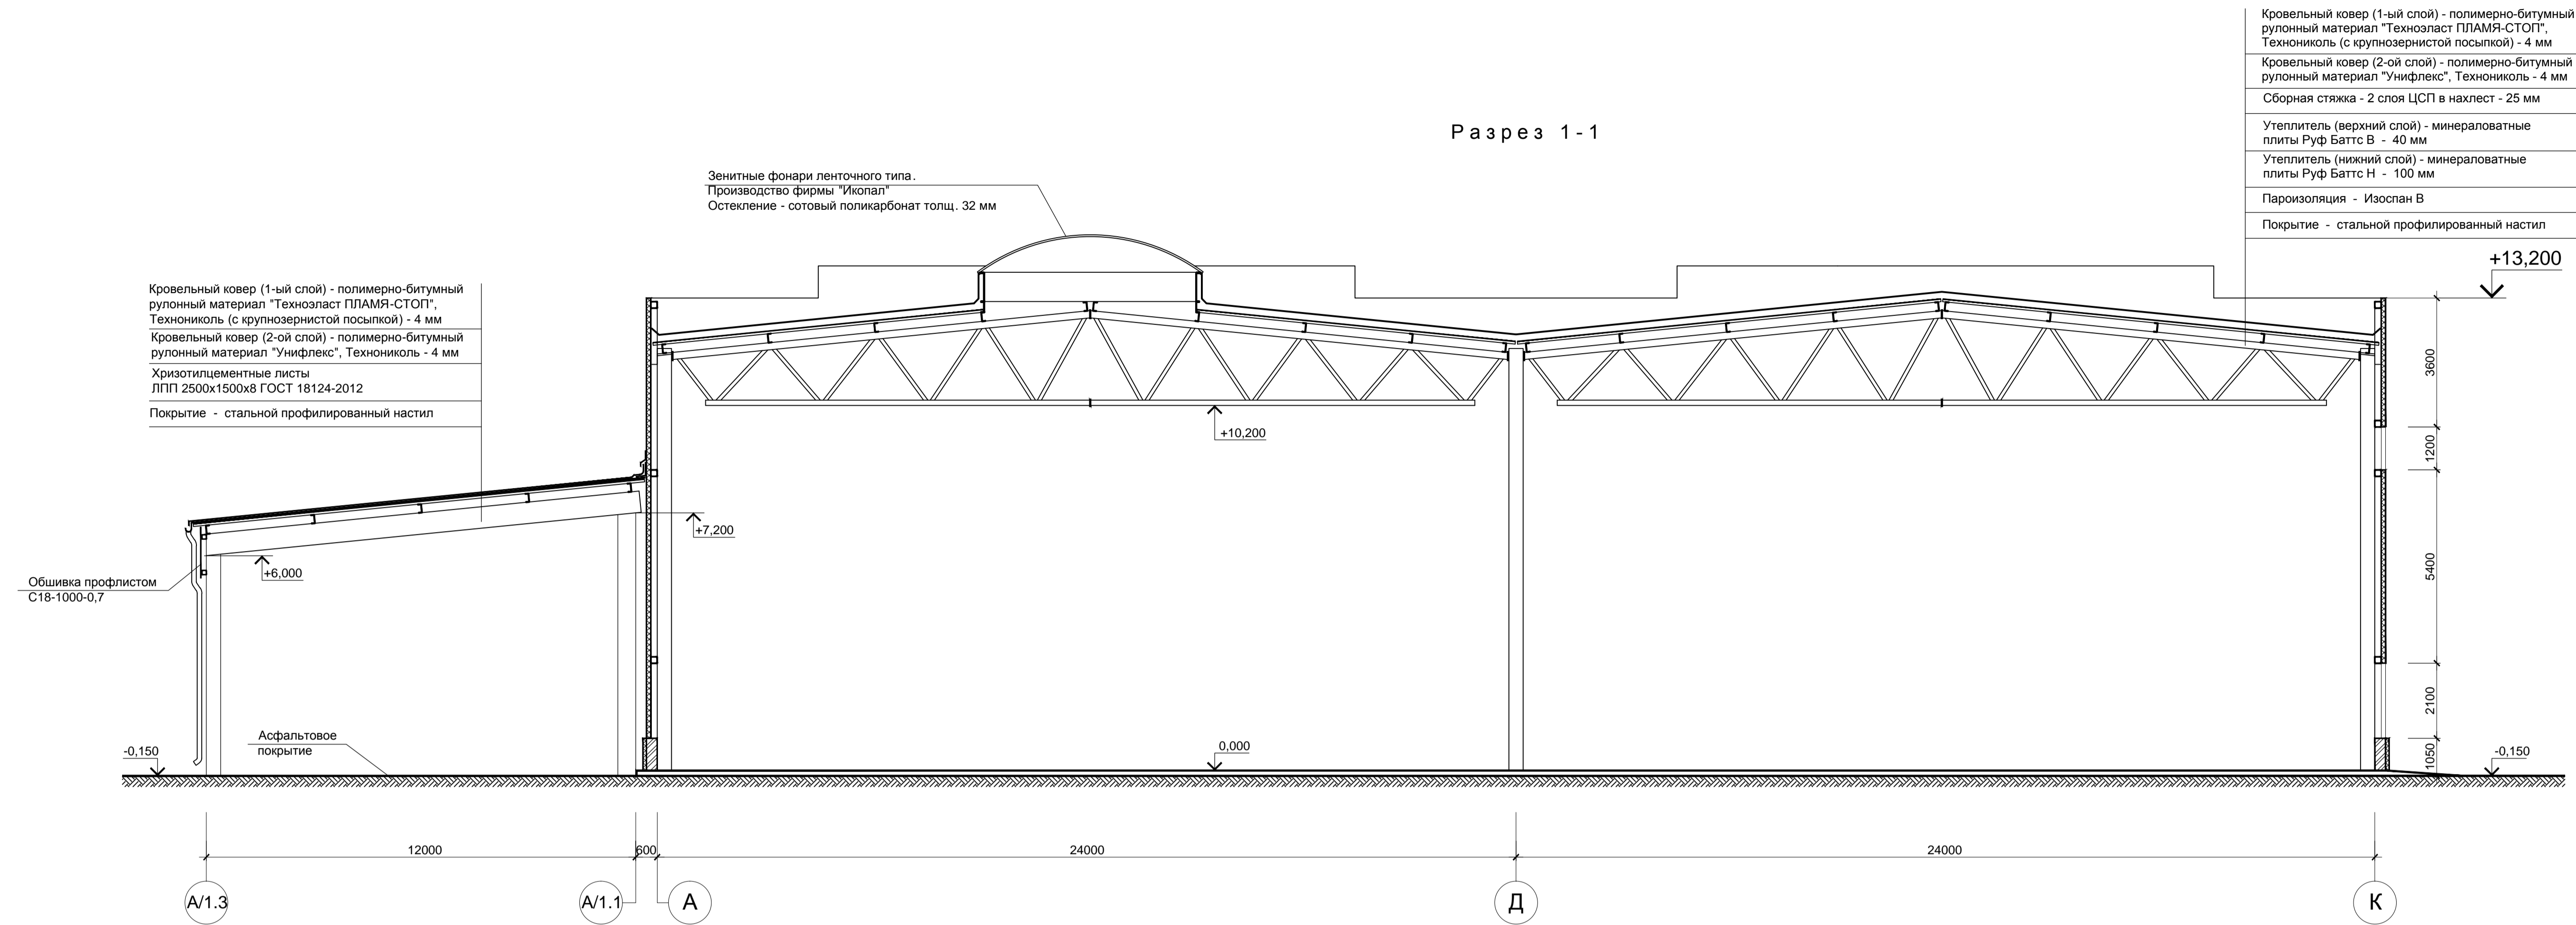 Разрез 1-1
Кровельный ковер (1-ый слой) - полимерно-битумный
рулонный материал "Техноэласт ПЛАМЯ-СТОП",
Технониколь (с крупнозернистой посыпкой) - 4 мм
Кровельный ковер (2-ой слой) - полимерно-битумный
рулонный материал "Унифлекс", Технониколь - 4 мм
Сборная стяжка - 2 слоя ЦСП в нахлест - 25 мм
Утеплитель (верхний слой) - минераловатные
плиты Руф Баттс В - 40 мм
Утеплитель (нижний слой) - минераловатные
плиты Руф Баттс Н - 100 мм
Пароизоляция - Изоспан В
Покрытие - стальной профилированный настил
+13,200
Зенитные фонари ленточного типа.
Производство фирмы "Икопал"
Остекление - сотовый поликарбонат толщ. 32 мм
Кровельный ковер (1-ый слой) - полимерно-битумный
рулонный материал "Техноэласт ПЛАМЯ-СТОП",
Технониколь (с крупнозернистой посыпкой) - 4 мм
Кровельный ковер (2-ой слой) - полимерно-битумный
рулонный материал "Унифлекс", Технониколь - 4 мм
Хризотилцементные листы
ЛПП 2500х1500х8 ГОСТ 18124-2012
Покрытие - стальной профилированный настил
3600
+10,200
1200
+7,200
+6,000
5400
Обшивка профлистом
С18-1000-0,7
2100
Асфальтовое
покрытие
-0,150
0,000
1050
-0,150
12000
600
24000
24000
А/1.3
А/1.1
А
Д
К